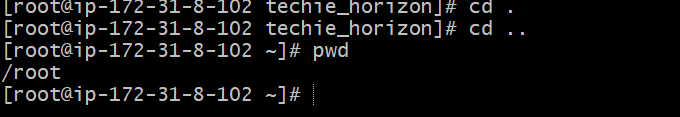 [root@ip-172-31-8-102 techie_horizon]# cd .
[root@ip-172-31-8-102 techie_horizon]# cd ..
[root@ip-172-31-8-102 ~]# pwd
/root
[root@ip-172-31-8-102 ~]#